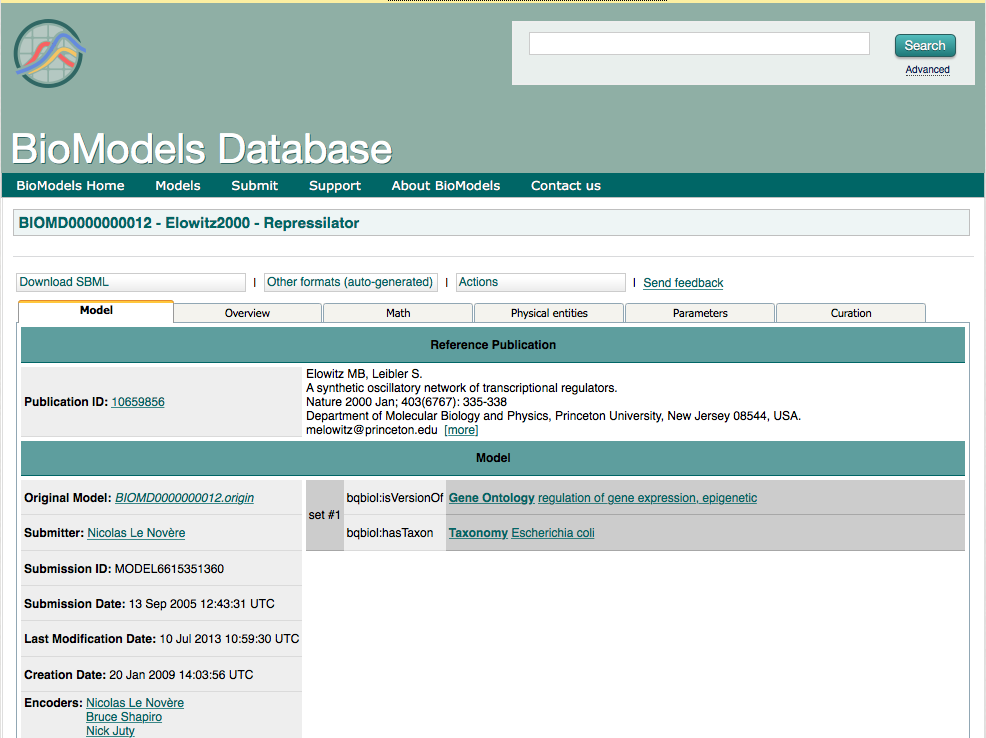 Search
Advanced
BioModels Database
BioModels Home Models Submit Support About BioModels Contact us
BIOMD0000000012 - Elowitz2000 - Repressilator
Download SBML | Other formats (auto-generated) | Actions | Send feedback
Model Overview Math Physical entities Parameters Curation
Reference Publication
Publication ID: 10659856
Elowitz MB, Leibler S.
A synthetic oscillatory network of transcriptional regulators.
Nature 2000 Jan; 403(6767): 335-338
Department of Molecular Biology and Physics, Princeton University, New Jersey 08544, USA.
melowitz@princeton.edu [more]
Model
Original Model: BIOMD0000000012.origin
Submitter: Nicolas Le Novère
Submission ID: MODEL6615351360
Submission Date: 13 Sep 2005 12:43:31 UTC
Last Modification Date: 10 Jul 2013 10:59:30 UTC
Creation Date: 20 Jan 2009 14:03:56 UTC
Encoders: Nicolas Le Novère
Bruce Shapiro
Nick Juty
set #1
bqbiol:isVersionOf Gene Ontology regulation of gene expression, epigenetic
bqbiol:hasTaxon Taxonomy Escherichia coli